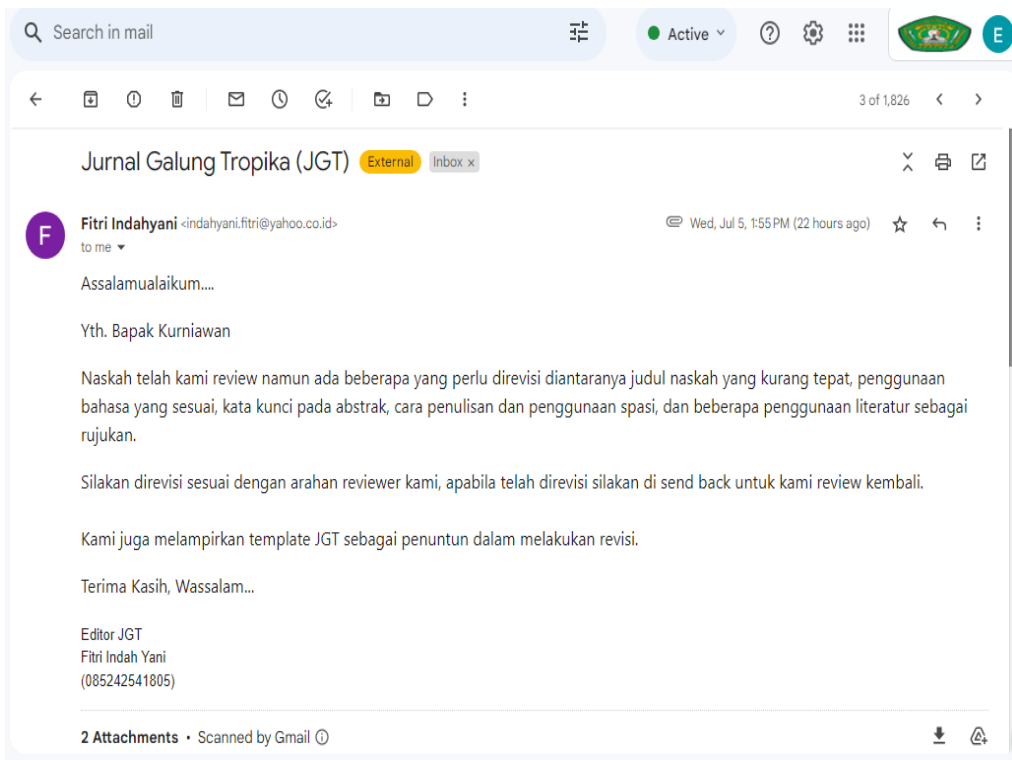 Search in mail
Active
E
3 of 1,826
Jurnal Galung Tropika (JGT) External Inbox x
F
Fitri Indahyani <indahyani.fitri@yahoo.co.id>
Wed, Jul 5, 1:55 PM (22 hours ago)
to me
Assalamualaikum....
Yth. Bapak Kurniawan
Naskah telah kami review namun ada beberapa yang perlu direvisi diantaranya judul naskah yang kurang tepat, penggunaan
bahasa yang sesuai, kata kunci pada abstrak, cara penulisan dan penggunaan spasi, dan beberapa penggunaan literatur sebagai
rujukan.
Silakan direvisi sesuai dengan arahan reviewer kami, apabila telah direvisi silakan di send back untuk kami review kembali.
Kami juga melampirkan template JGT sebagai penuntun dalam melakukan revisi.
Terima Kasih, Wassalam...
Editor JGT
Fitri Indah Yani
(085242541805)
2 Attachments • Scanned by Gmail